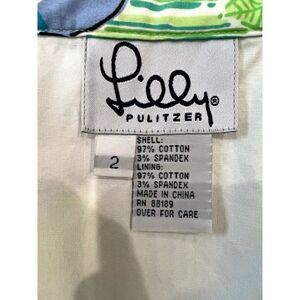 Lilly®
PULITZER
2
SHELL:
97% COTTON
3% SPANDEX
LINING:
97% COTTON
3% SPANDEX
MADE IN CHINA
RN 88189
OVER FOR CARE